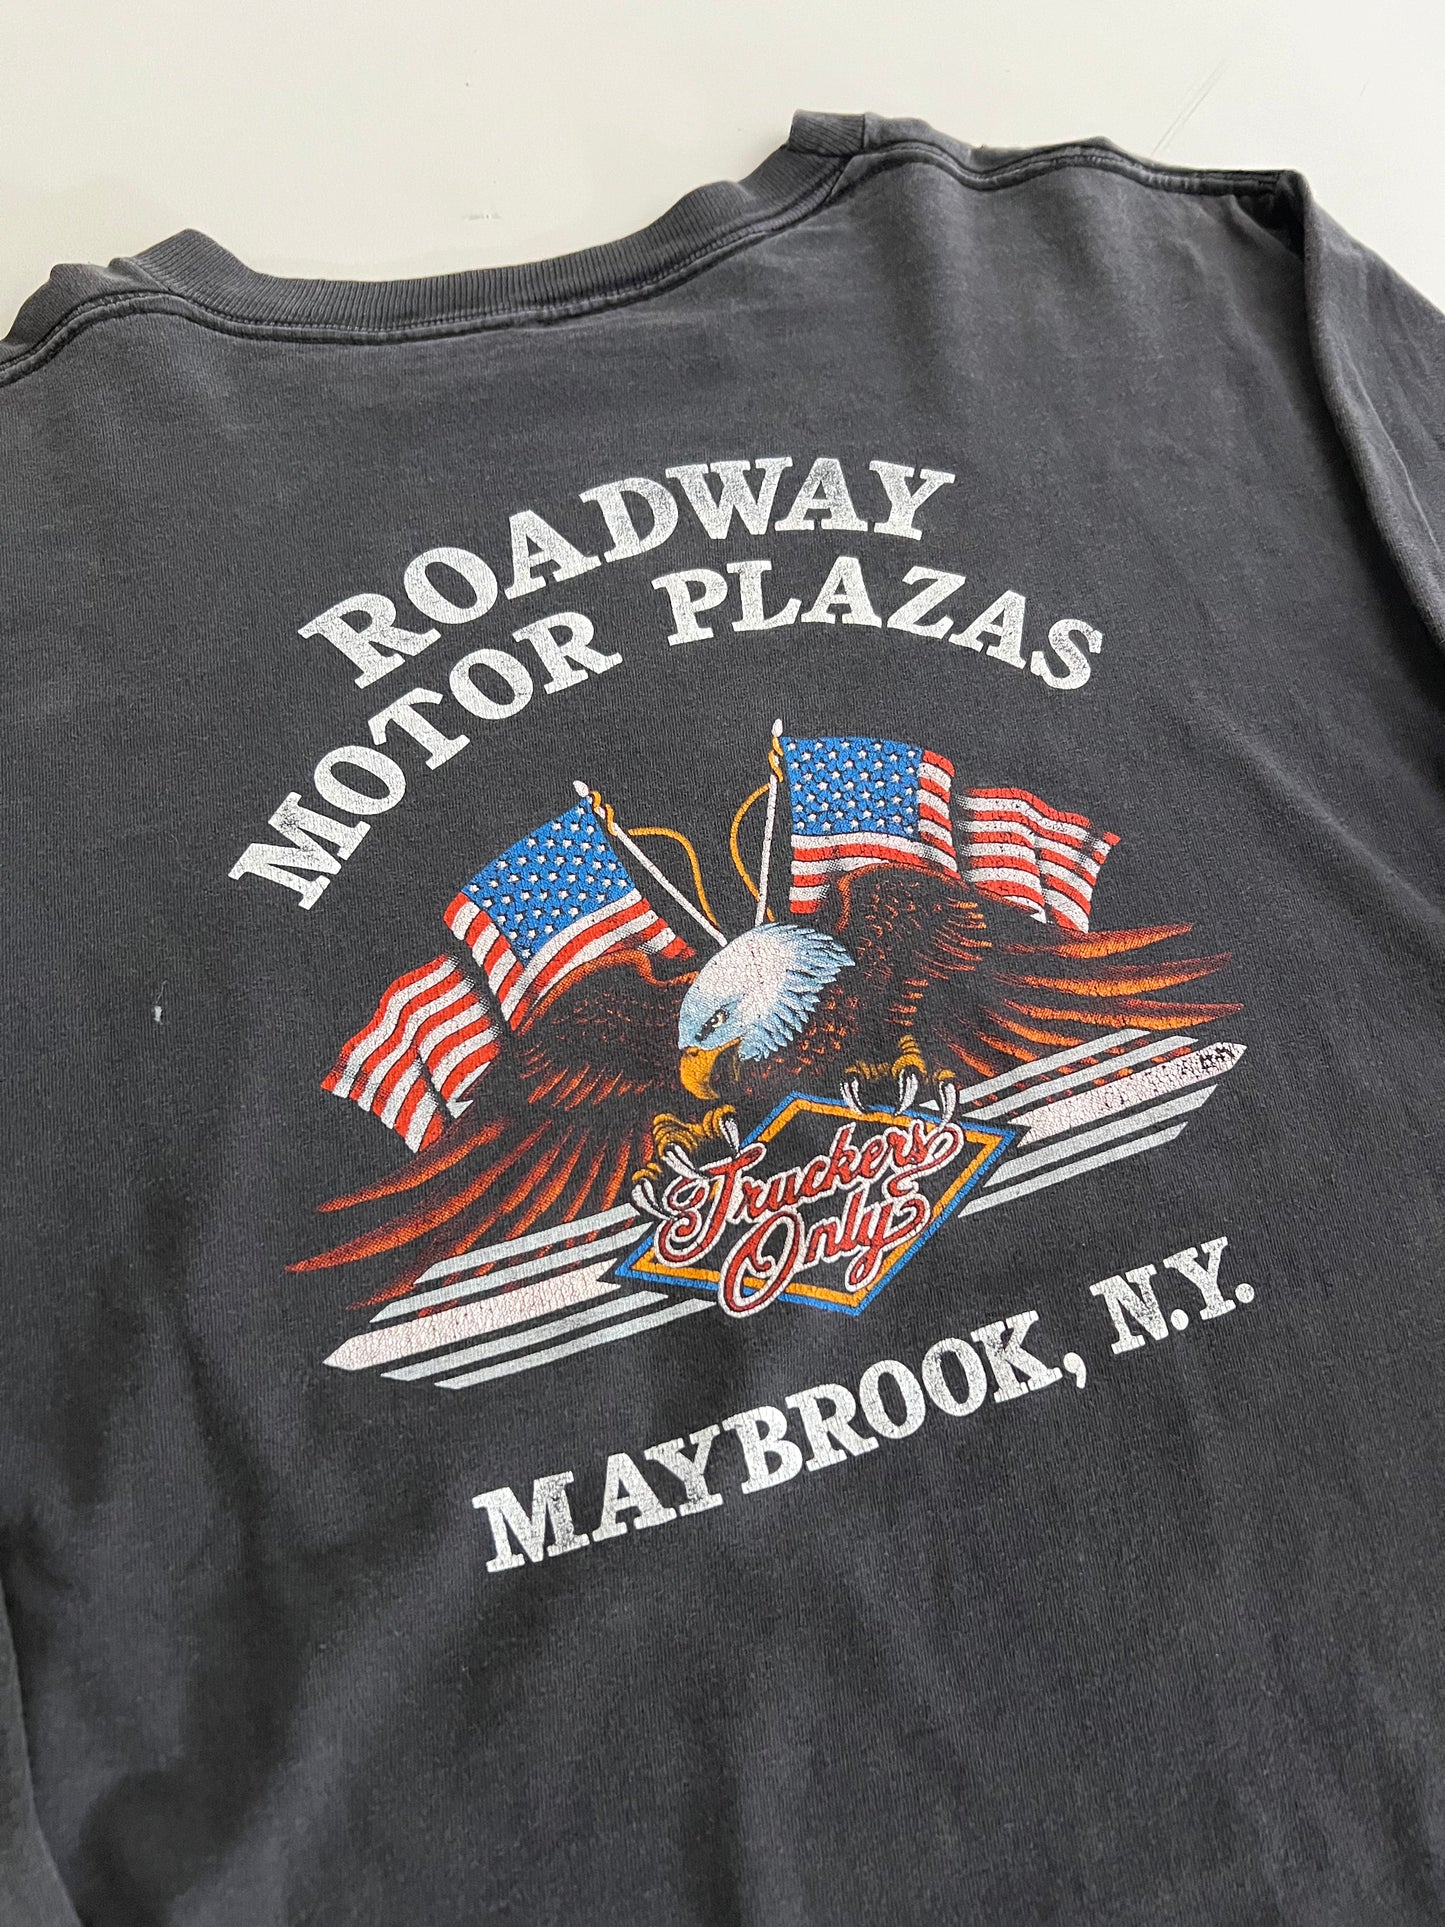 ROADWAY
MOTOR PLAZAS
Truckers
Only
MAYBROOK, N.Y.